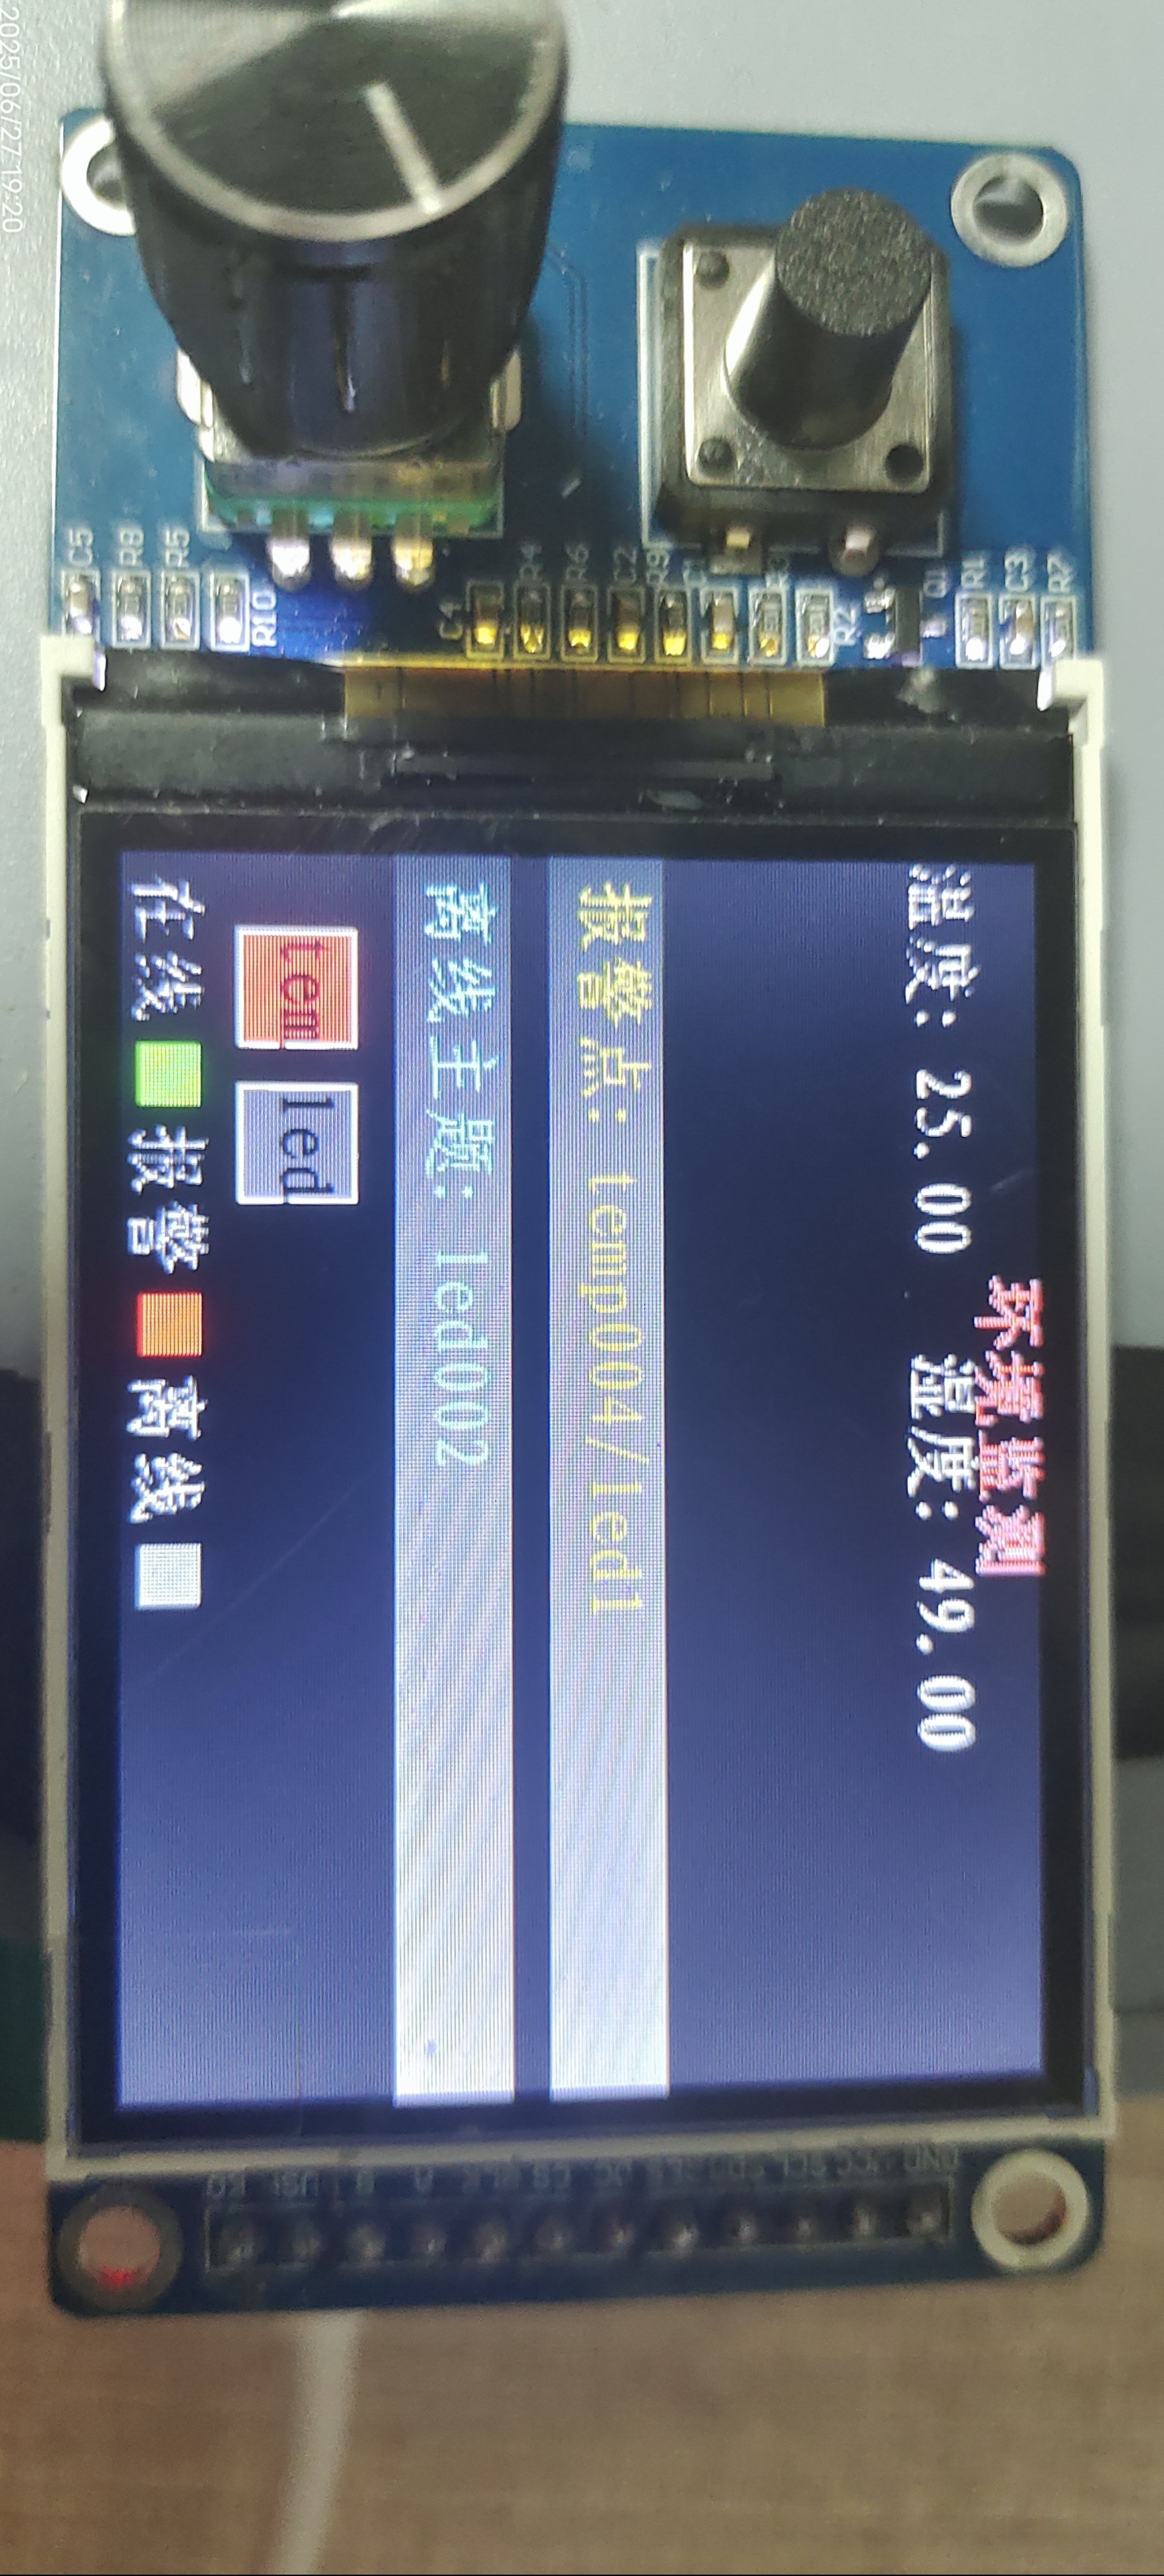 环境监测
温度: 25.00 湿度: 49.00
报警点: temp004/led1
离线主题: led002
tem led
在线 报警 离线
C5 R8 R5 R10 C4 R4 R6 C2 R9 R2 Q1 R1 C3 R7
2025/06/27 19:20